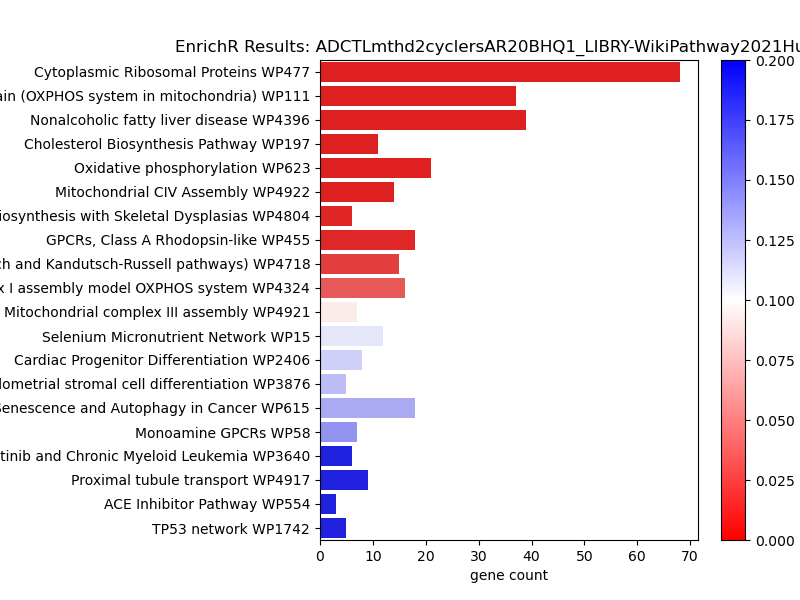 EnrichR Results: ADCTLmthd2cyclersAR20BHQ1_LIBRY-WikiPathway2021Hu
Cytoplasmic Ribosomal Proteins WP477
ain (OXPHOS system in mitochondria) WP111
Nonalcoholic fatty liver disease WP4396
Cholesterol Biosynthesis Pathway WP197
Oxidative phosphorylation WP623
Mitochondrial CIV Assembly WP4922
iosynthesis with Skeletal Dysplasias WP4804
GPCRs, Class A Rhodopsin-like WP455
ch and Kandutsch-Russell pathways) WP4718
x I assembly model OXPHOS system WP4324
Mitochondrial complex III assembly WP4921
Selenium Micronutrient Network WP15
Cardiac Progenitor Differentiation WP2406
dometrial stromal cell differentiation WP3876
Senescence and Autophagy in Cancer WP615
Monoamine GPCRs WP58
tinib and Chronic Myeloid Leukemia WP3640
Proximal tubule transport WP4917
ACE Inhibitor Pathway WP554
TP53 network WP1742
0 10 20 30 40 50 60 70
gene count
0.200
0.175
0.150
0.125
0.100
0.075
0.050
0.025
0.000